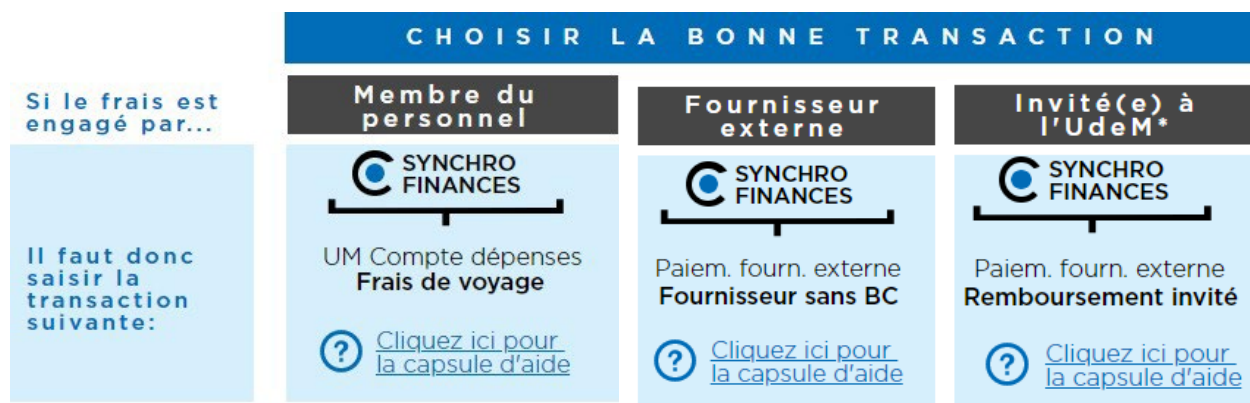 CHOISIR LA BONNE TRANSACTION
Si le frais est
engagé par...
Membre du
personnel
Fournisseur
externe
Invité(e) à
l'UdeM*
Il faut donc
saisir la
transaction
suivante:
SYNCHRO
FINANCES
UM Compte dépenses
Frais de voyage
? Cliquez ici pour
la capsule d'aide
SYNCHRO
FINANCES
Paiem. fourn. externe
Fournisseur sans BC
? Cliquez ici pour
la capsule d'aide
SYNCHRO
FINANCES
Paiem. fourn. externe
Remboursement invité
? Cliquez ici pour
la capsule d'aide